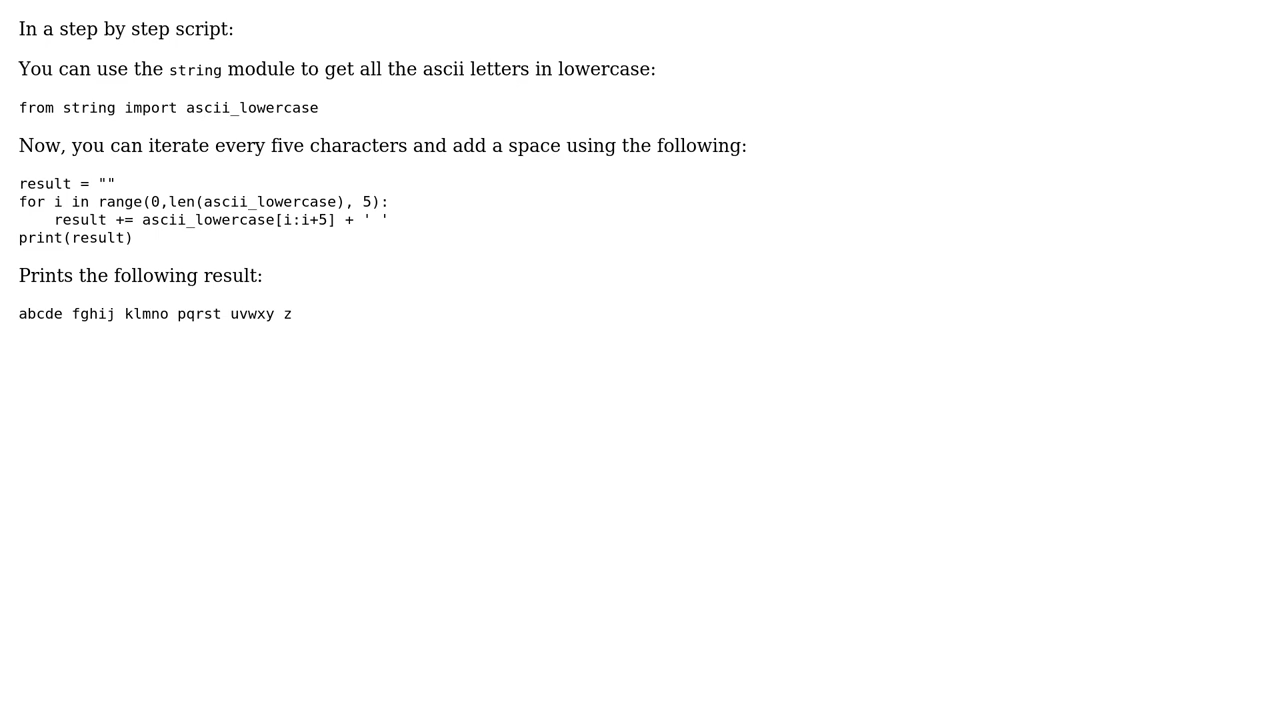 In a step by step script:
You can use the string module to get all the ascii letters in lowercase:
from string import ascii_lowercase
Now, you can iterate every five characters and add a space using the following:
result = ""
for i in range(0,len(ascii_lowercase), 5):
    result += ascii_lowercase[i:i+5] + ' '
print(result)
Prints the following result:
abcde fghij klmno pqrst uvwxy z